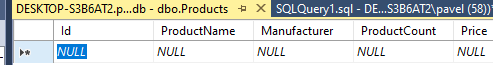 DESKTOP-S3B6AT2.p...db - dbo.Products SQLQuery1.sql - DE...S3B6AT2\pavel (58))*
Id ProductName Manufacturer ProductCount Price
NULL NULL NULL NULL NULL